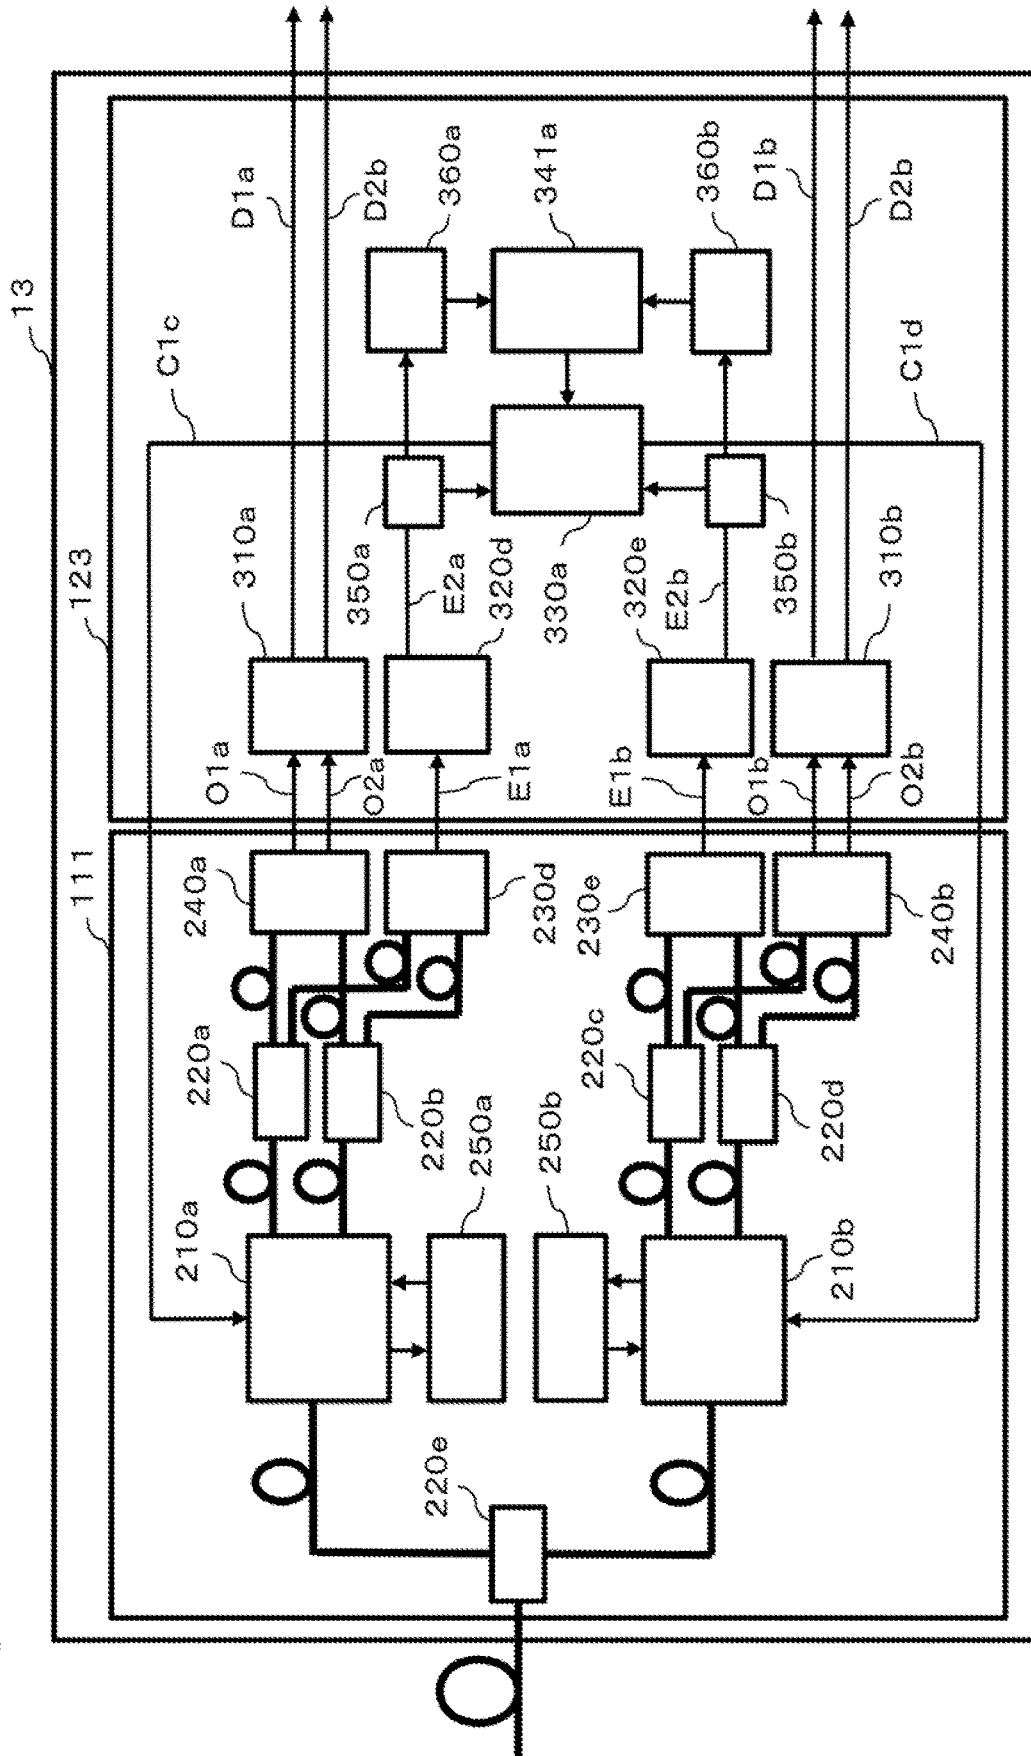 13
123
111
D1a
D2b
360a
341a
360b
D1b
D2b
C1c
C1d
310a
350a
E2a
320d
330a
320e
E2b
350b
310b
O1a
O2a
E1a
E1b
O1b
O2b
240a
230d
230e
240b
220a
220b
220c
220d
250a
250b
210a
210b
220e